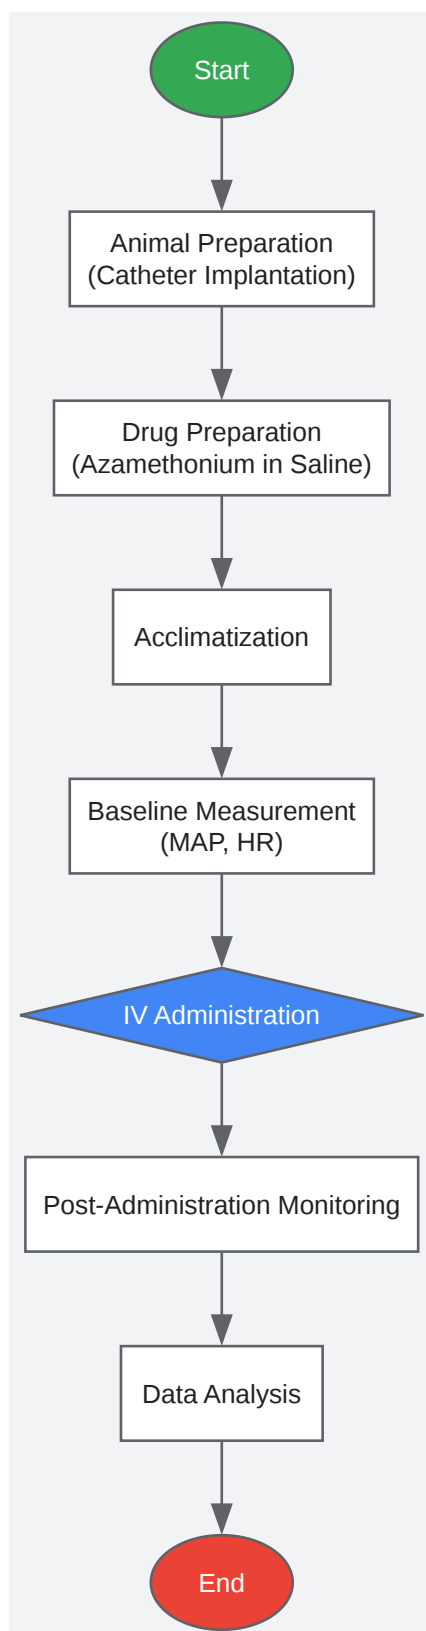 Start
Animal Preparation
(Catheter Implantation)
Drug Preparation
(Azamethonium in Saline)
Acclimatization
Baseline Measurement
(MAP, HR)
IV Administration
Post-Administration Monitoring
Data Analysis
End